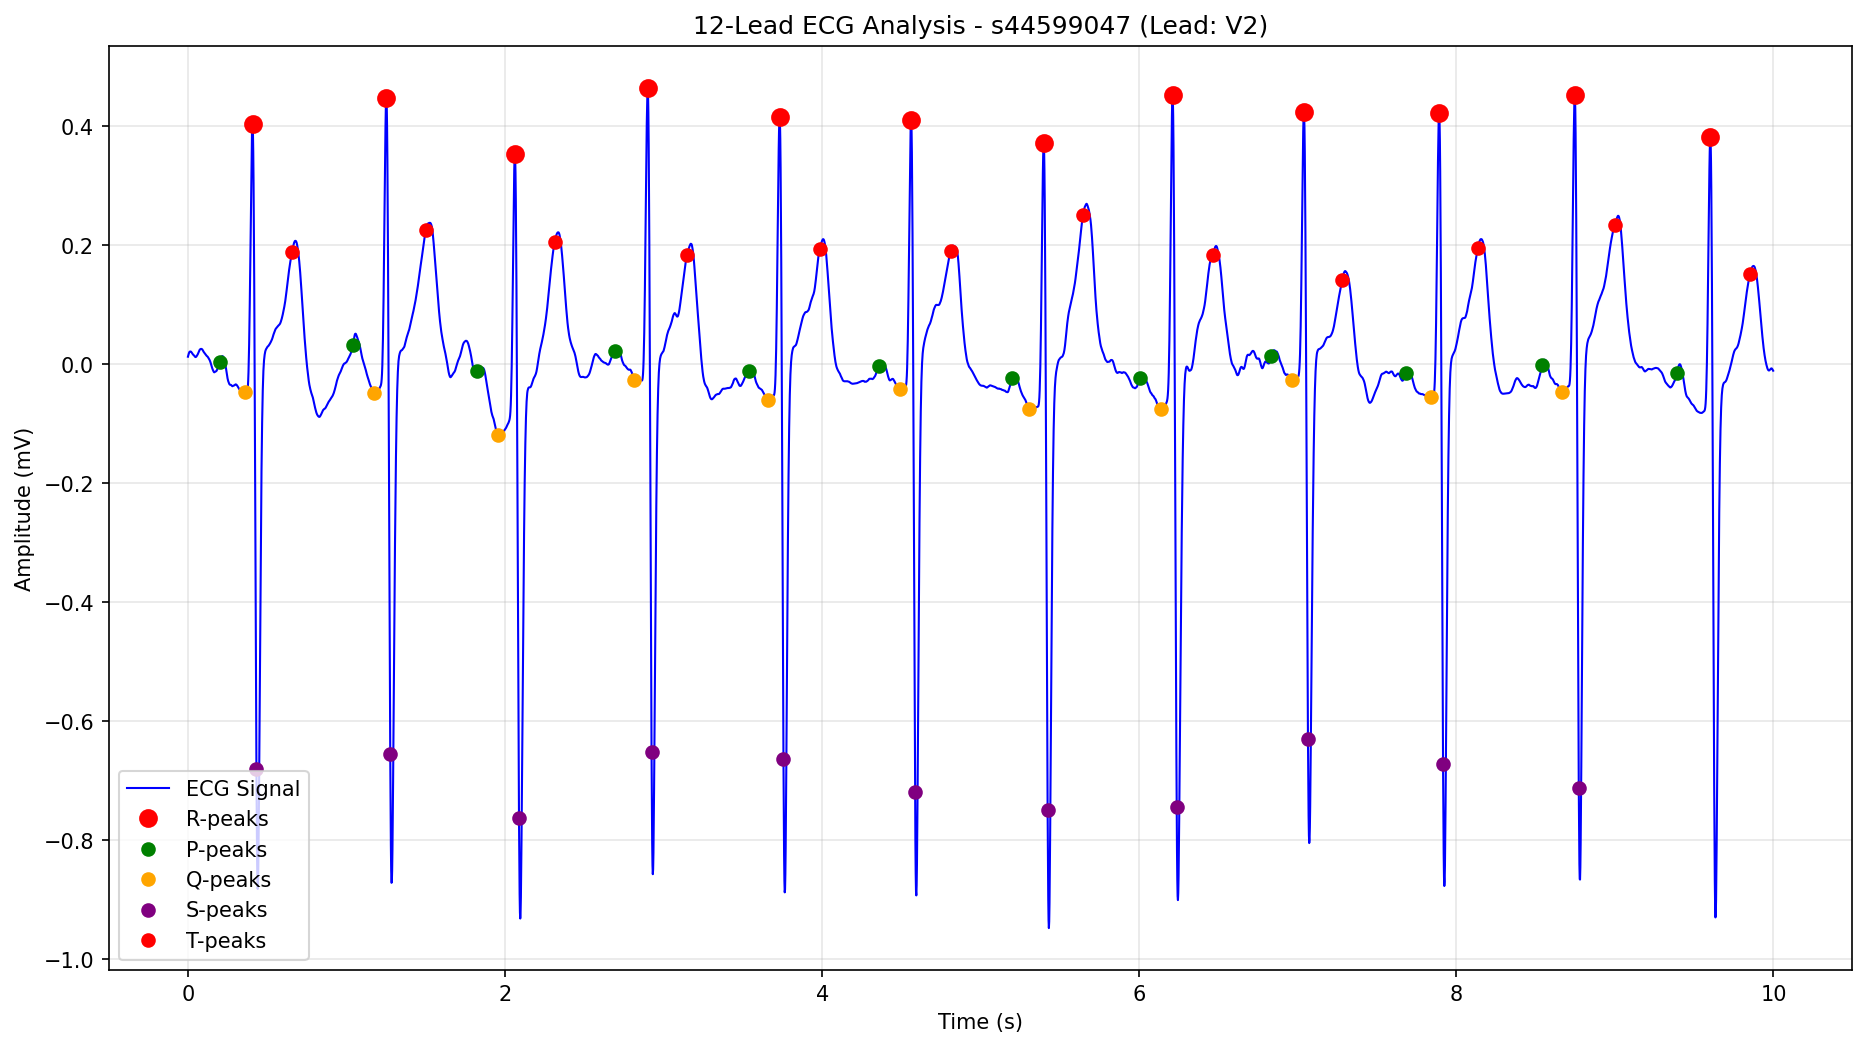 12-Lead ECG Analysis - s44599047 (Lead: V2)
Amplitude (mV)
0.4
0.2
0.0
−0.2
−0.4
−0.6
−0.8
−1.0
ECG Signal
R-peaks
P-peaks
Q-peaks
S-peaks
T-peaks
0 2 4 6 8 10
Time (s)